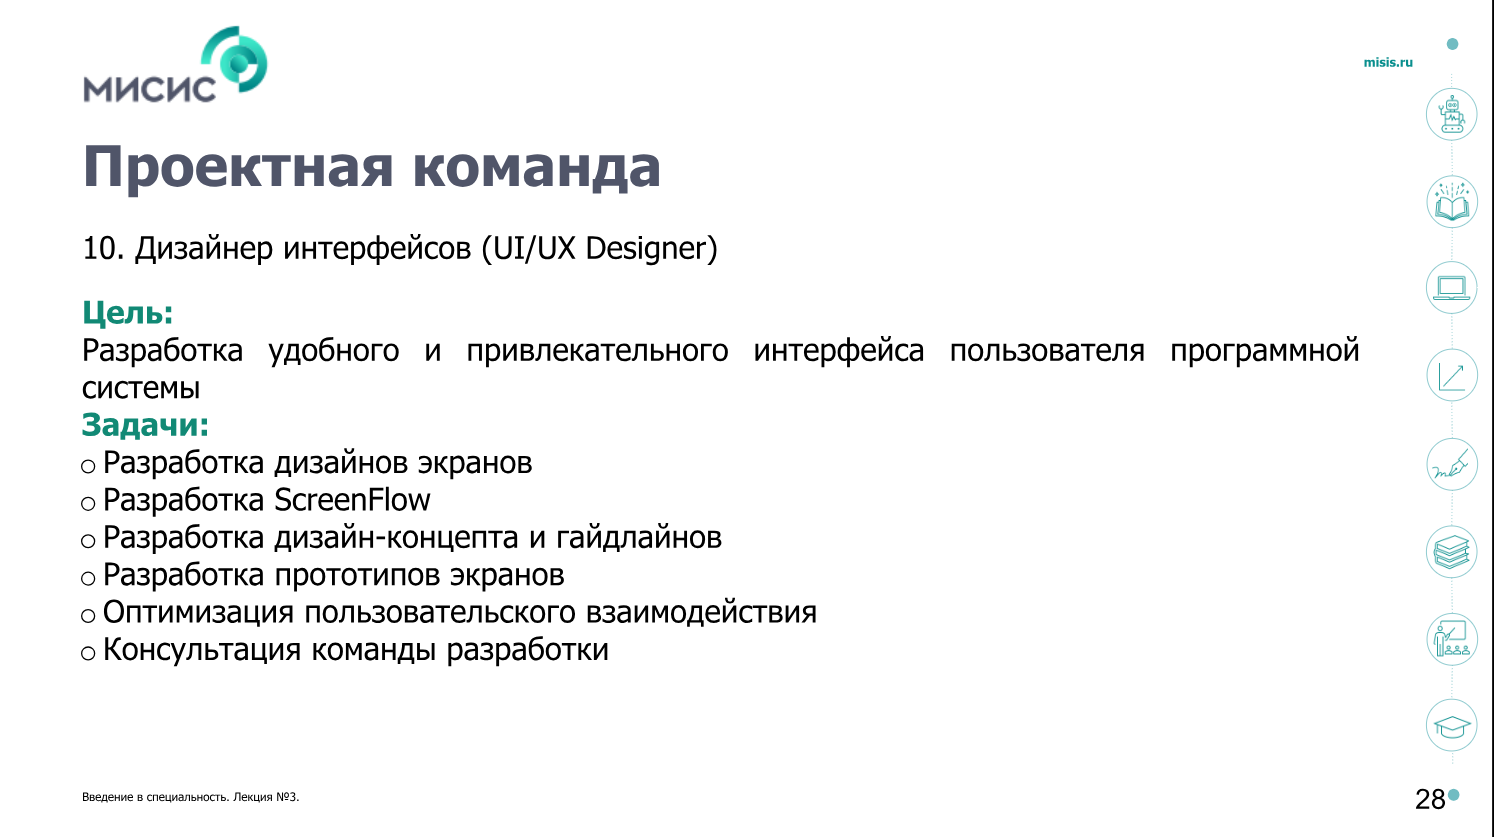 МИСИС
misis.ru
Проектная команда
10. Дизайнер интерфейсов (UI/UX Designer)
Цель:
Разработка удобного и привлекательного интерфейса пользователя программной
системы
Задачи:
o Разработка дизайнов экранов
o Разработка ScreenFlow
o Разработка дизайн-концепта и гайдлайнов
o Разработка прототипов экранов
o Оптимизация пользовательского взаимодействия
o Консультация команды разработки
Введение в специальность. Лекция №3.
28